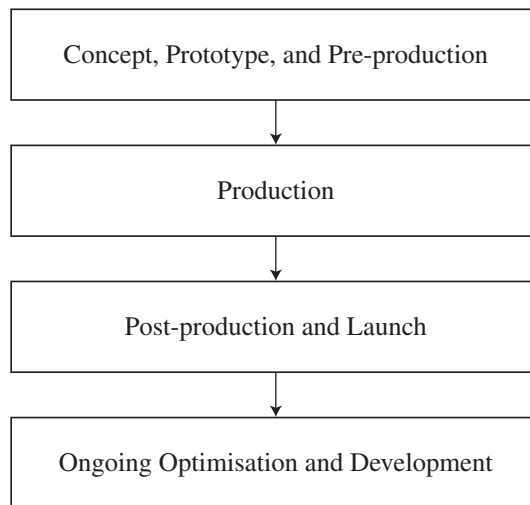 Concept, Prototype, and Pre-production
Production
Post-production and Launch
Ongoing Optimisation and Development